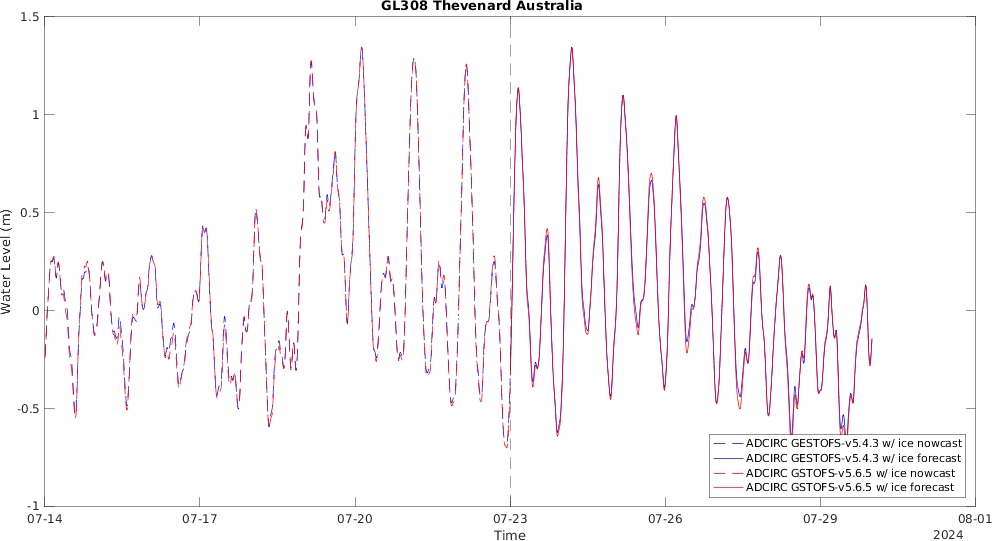 GL308 Thevenard Australia
1.5
1
0.5
0
-0.5
-1
Water Level (m)
07-14
07-17
07-20
07-23
07-26
07-29
08-01
Time
2024
ADCIRC GESTOFS-v5.4.3 w/ ice nowcast
ADCIRC GESTOFS-v5.4.3 w/ ice forecast
ADCIRC GSTOFS-v5.6.5 w/ ice nowcast
ADCIRC GSTOFS-v5.6.5 w/ ice forecast